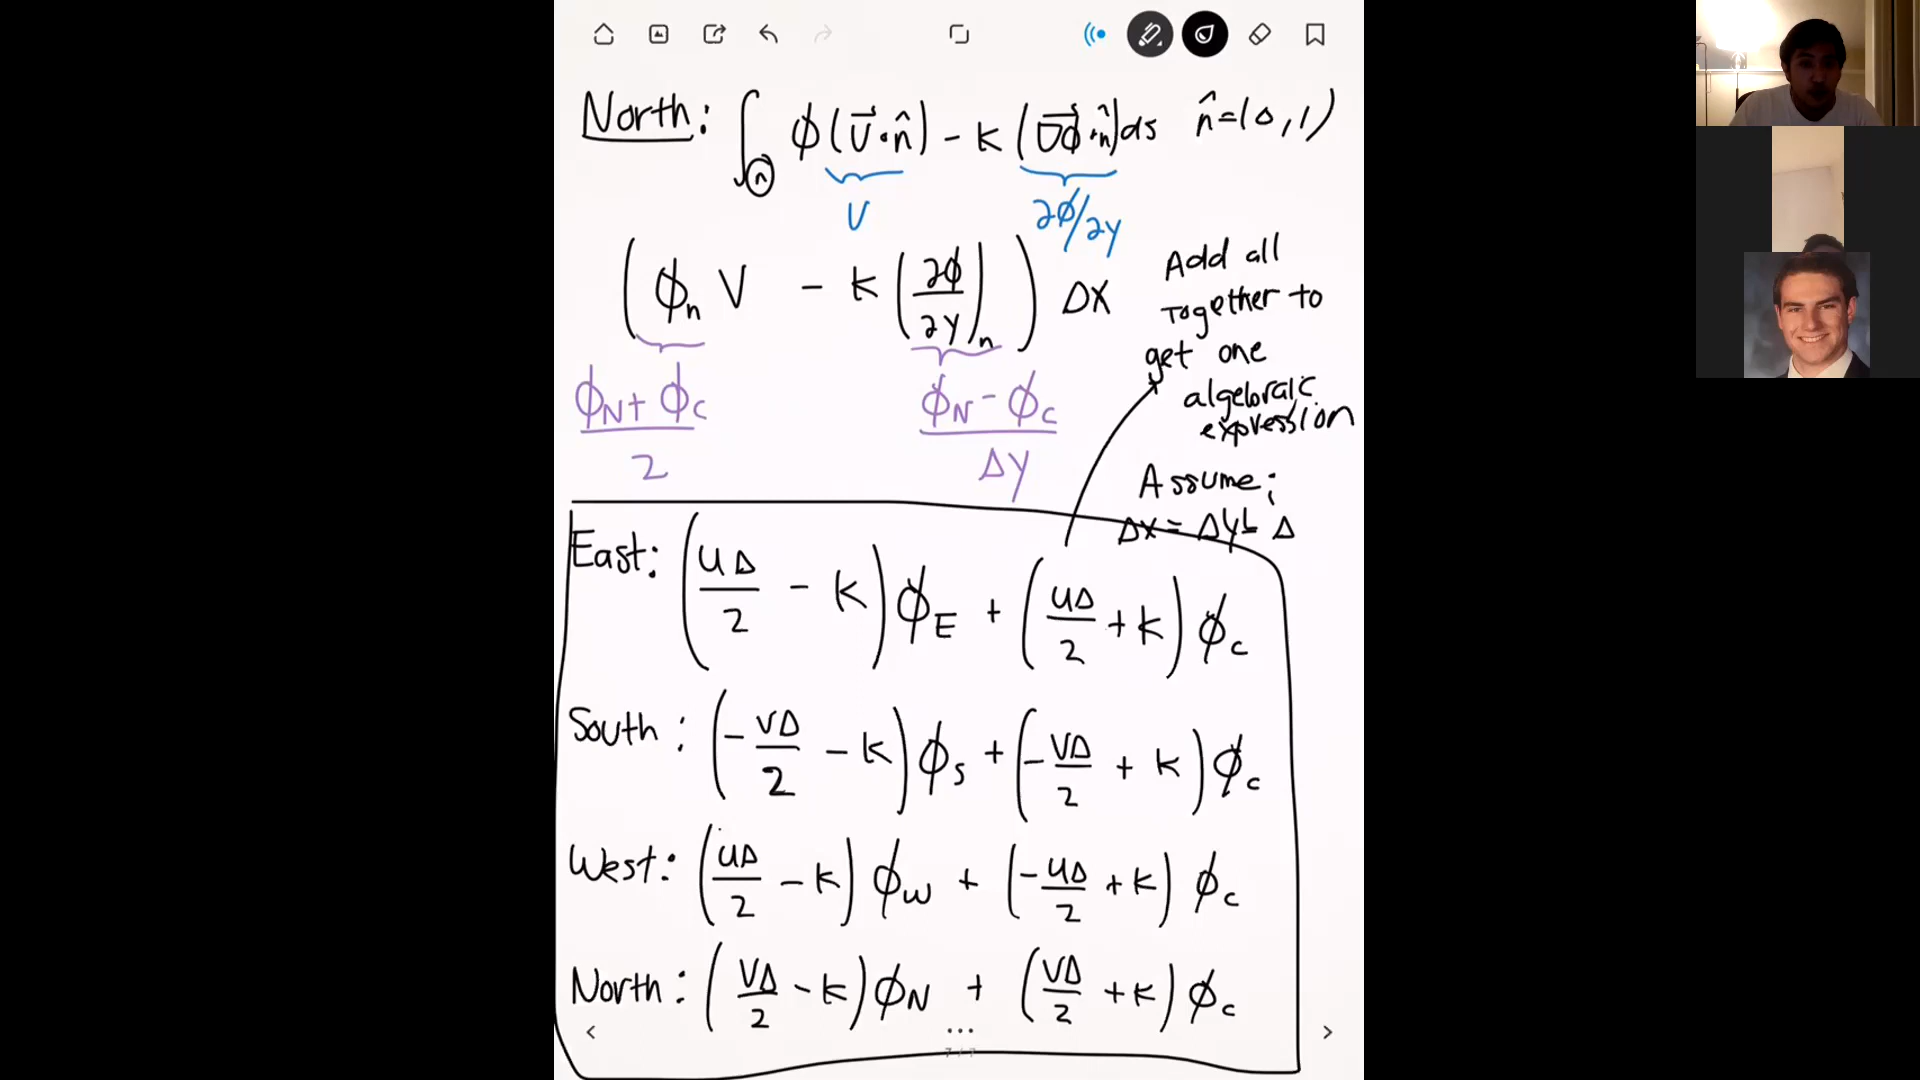 North: ∫ₙ ϕ(V⃗·n̂) - K(∇⃗ϕ·n̂)ds n̂=(0,1)
V ∂ϕ/∂y
(ϕₙ V - K(∂ϕ/∂y)ₙ) Δx
(ϕN + ϕC)/2 (ϕN - ϕC)/Δy
Add all
Together to
get one
algebraic
expression
Assume:
Δx = Δy = Δ
East: (UΔ/2 - K)ϕE + (UΔ/2 + K)ϕC
South: (-VΔ/2 - K)ϕS + (-VΔ/2 + K)ϕC
West: (UΔ/2 - K)ϕW + (-UΔ/2 + K)ϕC
North: (VΔ/2 - K)ϕN + (VΔ/2 + K)ϕC
7 / 7